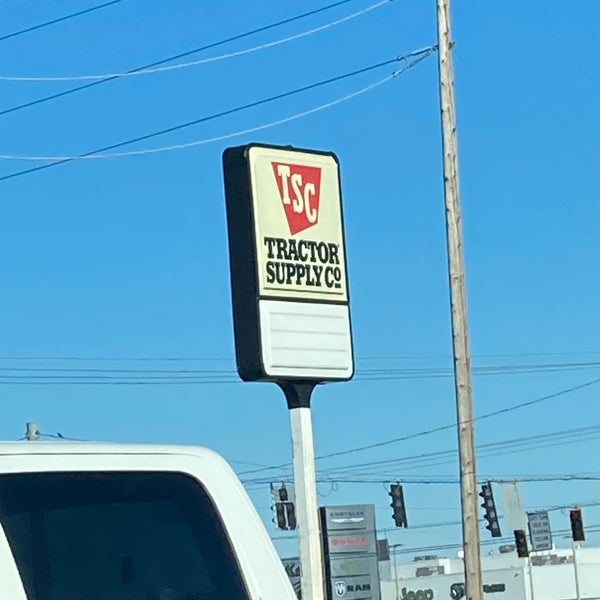 TSC
TRACTOR
SUPPLY Co
CHRYSLER
DODGE
RAM
Jeep